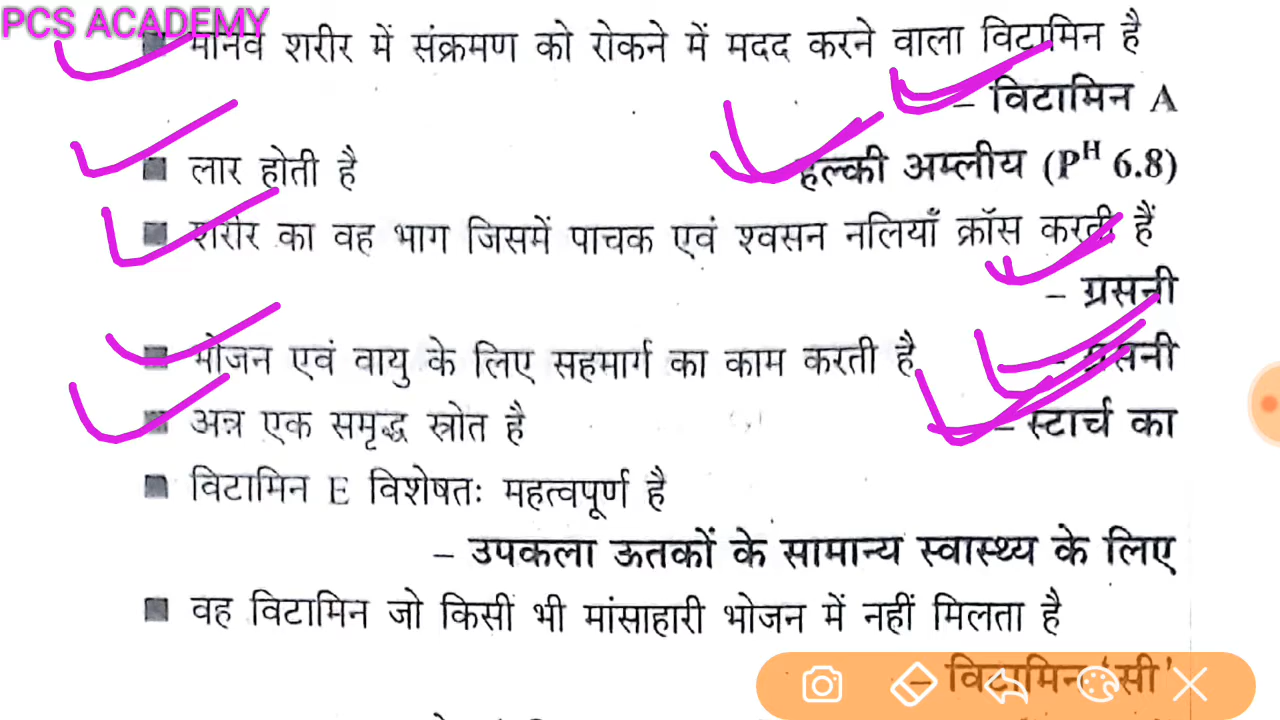 PCS ACADEMY
मानव शरीर में संक्रमण को रोकने में मदद करने वाला विटामिन है
– विटामिन A
लार होती है हल्की अम्लीय (P^H 6.8)
शरीर का वह भाग जिसमें पाचक एवं श्वसन नलियाँ क्रॉस करती हैं
– ग्रसनी
भोजन एवं वायु के लिए सहमार्ग का काम करती है – ग्रसनी
अन्न एक समृद्ध स्रोत है – स्टार्च का
विटामिन E विशेषतः महत्वपूर्ण है
– उपकला ऊतकों के सामान्य स्वास्थ्य के लिए
वह विटामिन जो किसी भी मांसाहारी भोजन में नहीं मिलता है
– विटामिन ‘सी’